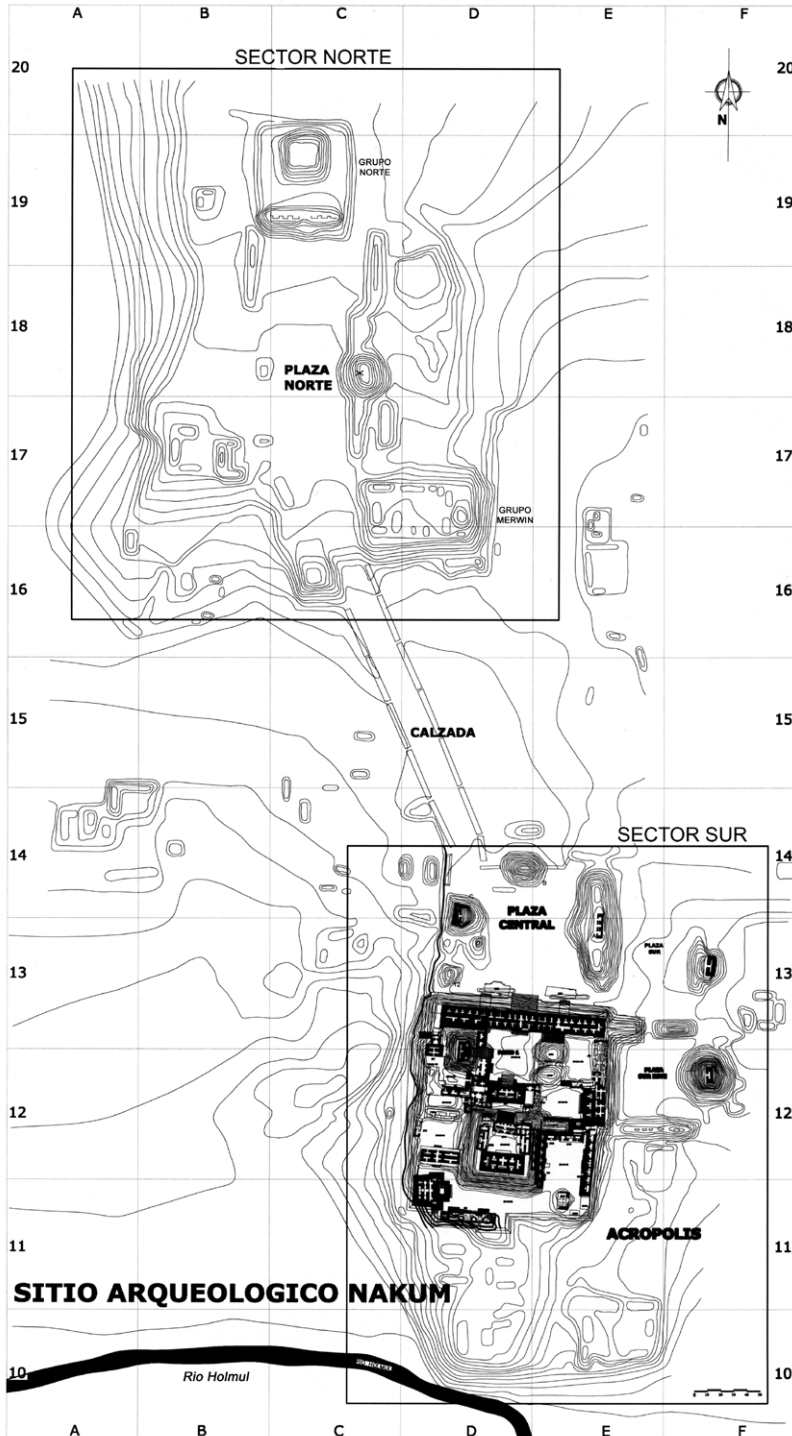 A B C D E F
SECTOR NORTE
20 20
N
GRUPO
NORTE
19 19
18 18
PLAZA
NORTE
17 17
GRUPO
MERWIN
16 16
15 15
CALZADA
SECTOR SUR
14 14
PLAZA
CENTRAL
PLAZA
SUR
13 13
12 12
11 11
ACROPOLIS
SITIO ARQUEOLOGICO NAKUM
RIO HOLMUL
10 10
Rio Holmul
A B C D E F